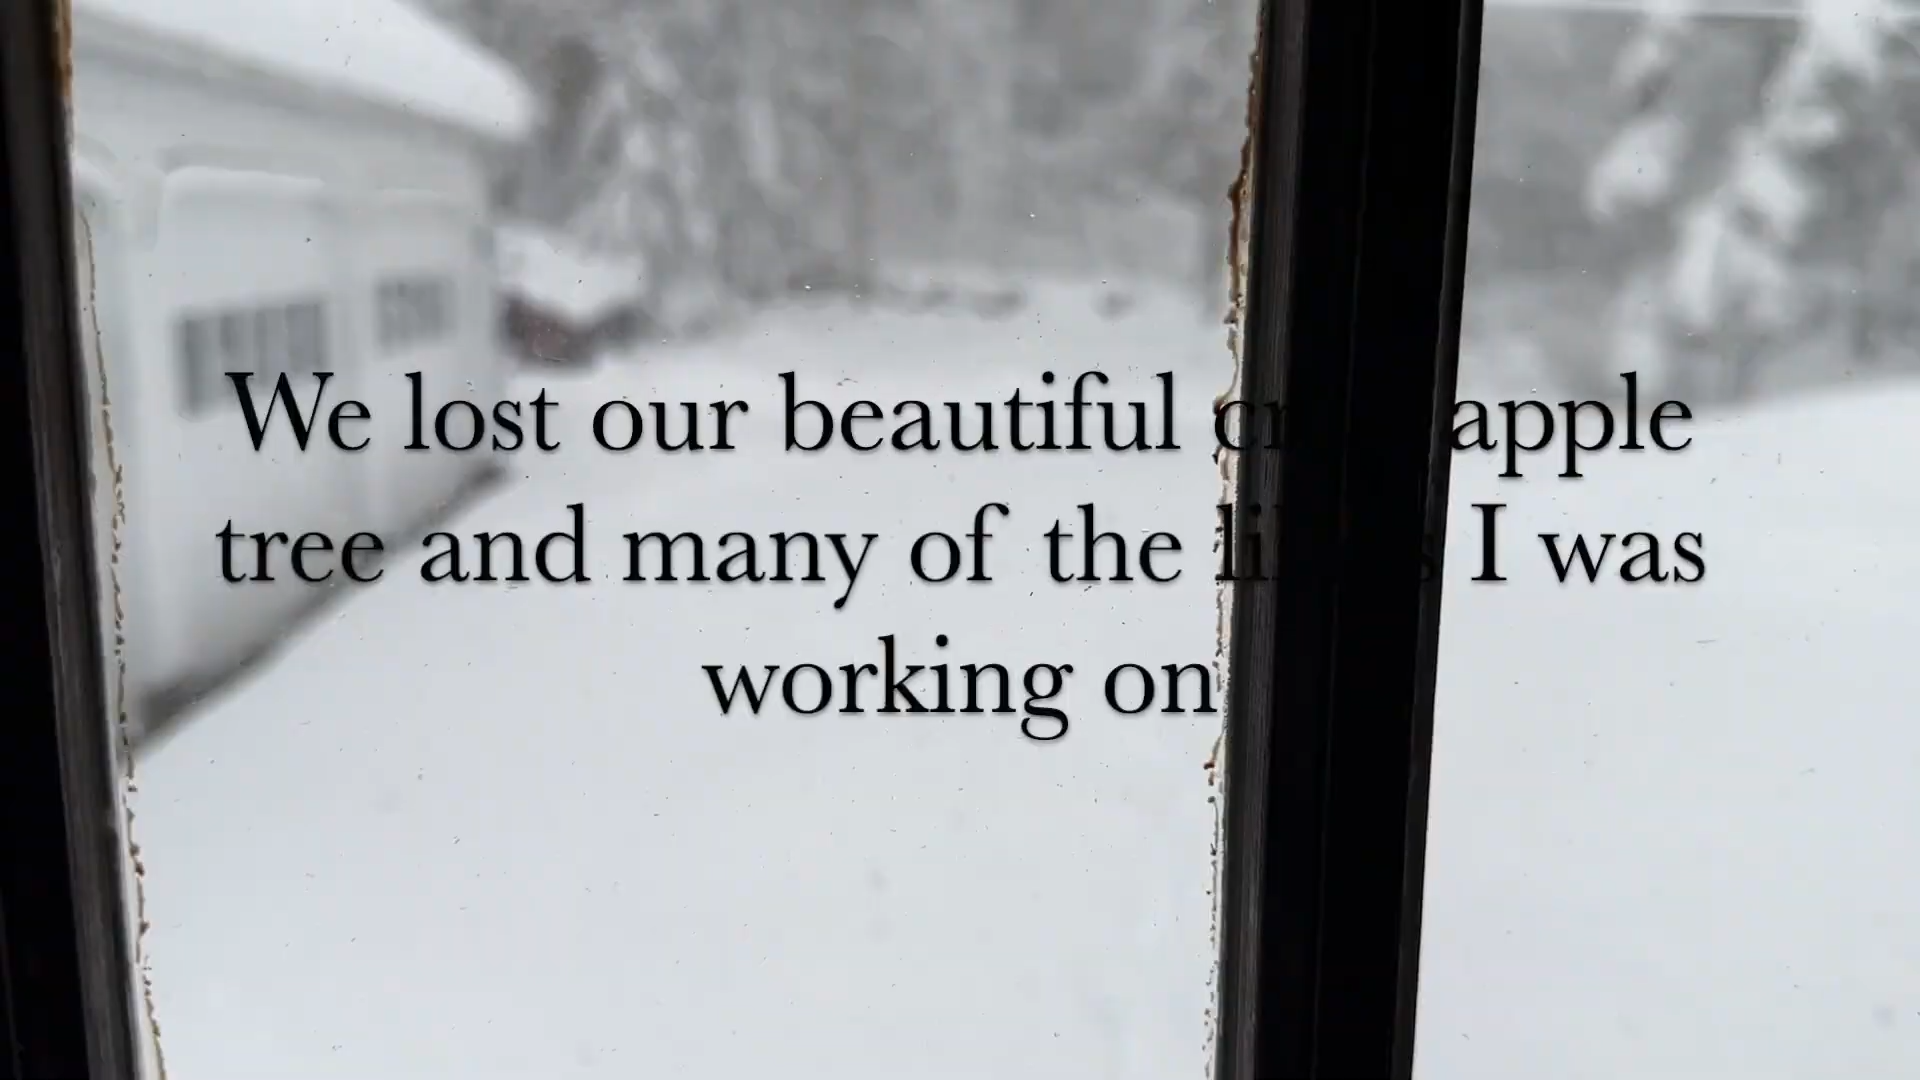 We lost our beautiful apple
tree and many of the I was
working on